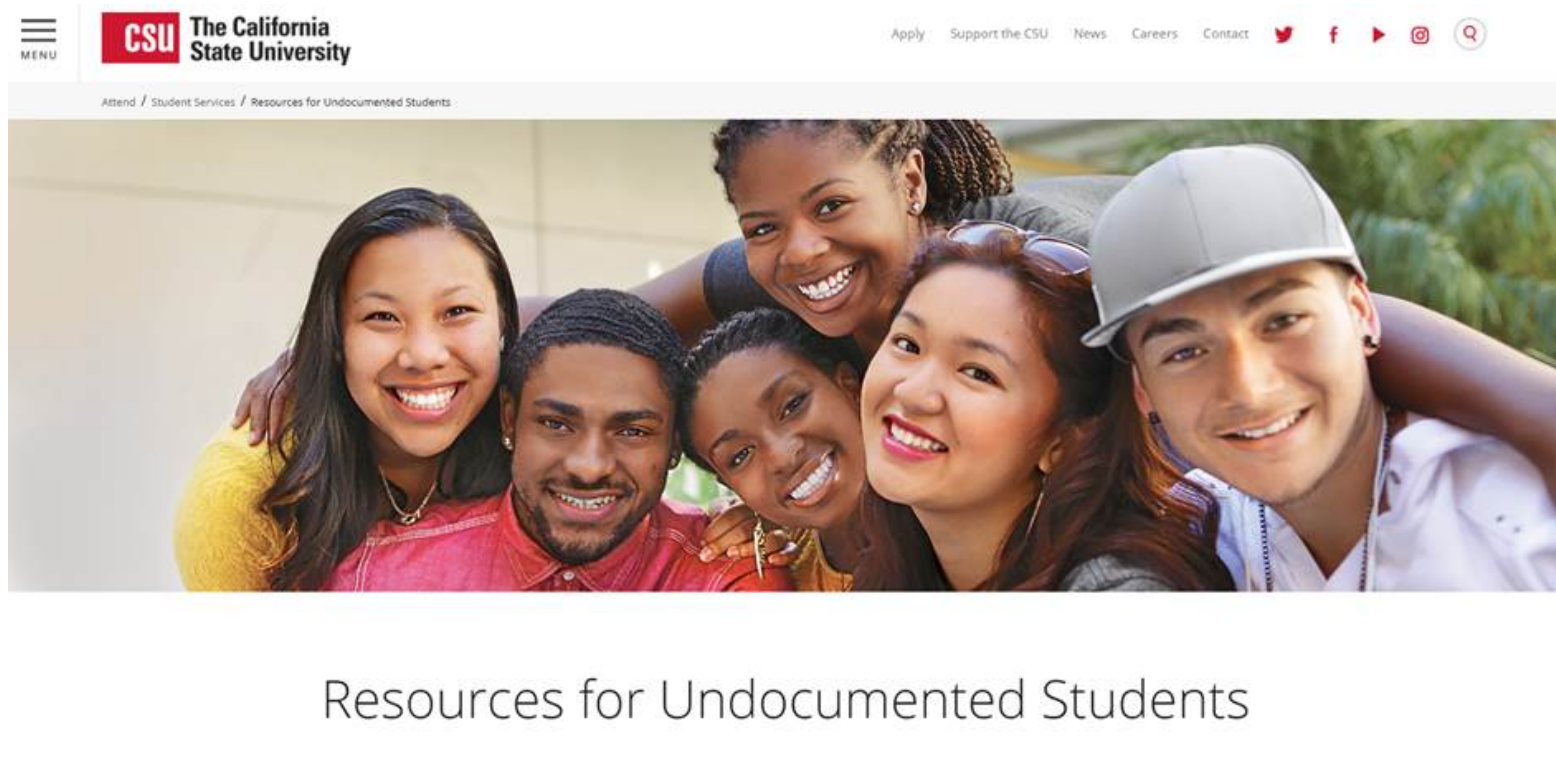 MENU
CSU
The California
State University
Apply Support the CSU News Careers Contact
Attend / Student Services / Resources for Undocumented Students
Resources for Undocumented Students